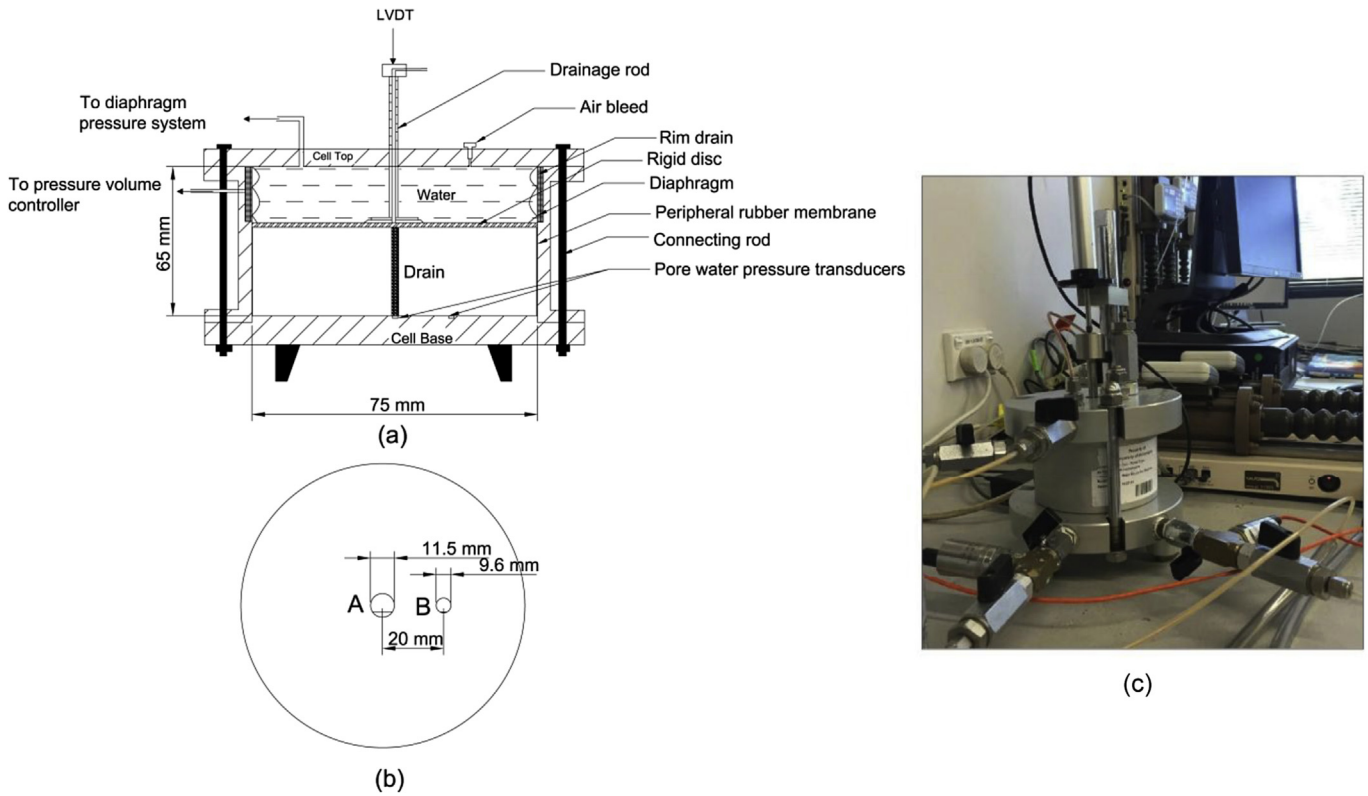 LVDT
Drainage rod
To diaphragm
pressure system
Air bleed
Rim drain
Cell Top
Rigid disc
To pressure volume
controller
Water
Diaphragm
Peripheral rubber membrane
Connecting rod
65 mm
Drain
Pore water pressure transducers
Cell Base
75 mm
(a)
11.5 mm
9.6 mm
A
B
20 mm
(b)
(c)